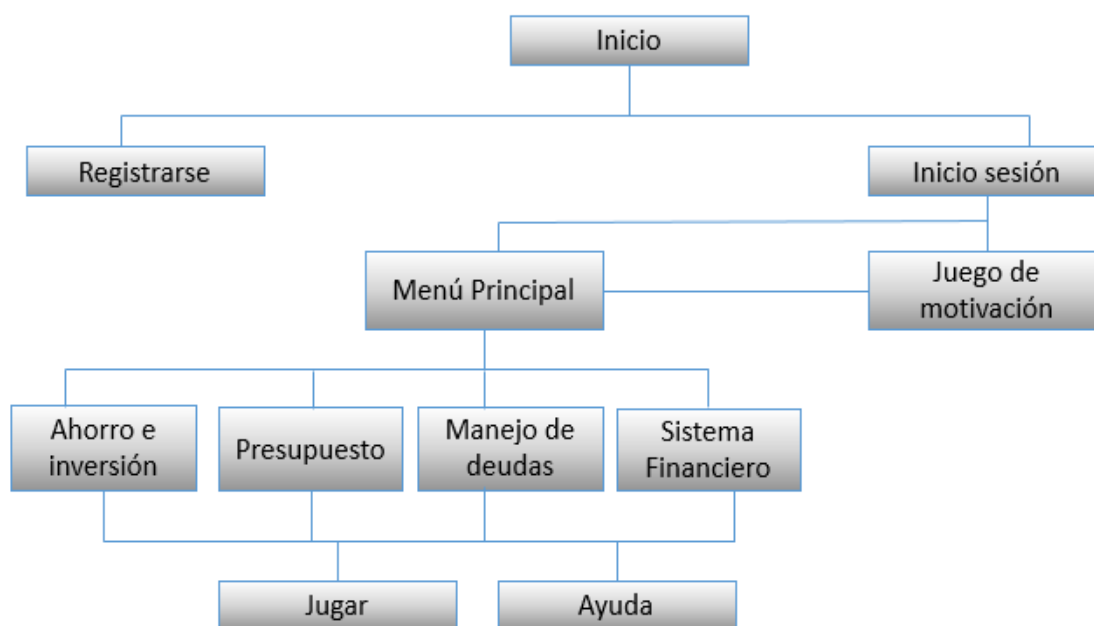 Inicio
Registrarse
Inicio sesión
Menú Principal
Juego de
motivación
Ahorro e
inversión
Presupuesto
Manejo de
deudas
Sistema
Financiero
Jugar
Ayuda